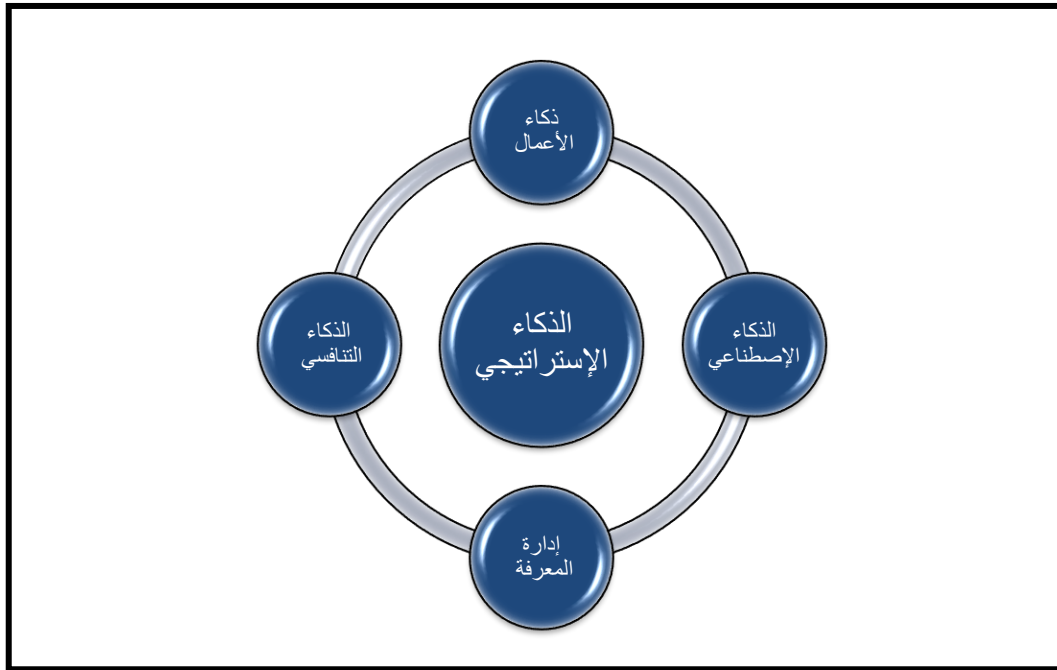 ذكاء
الأعمال
الذكاء
الإصطناعي
الذكاء
الإستراتيجي
الذكاء
التنافسي
إدارة
المعرفة